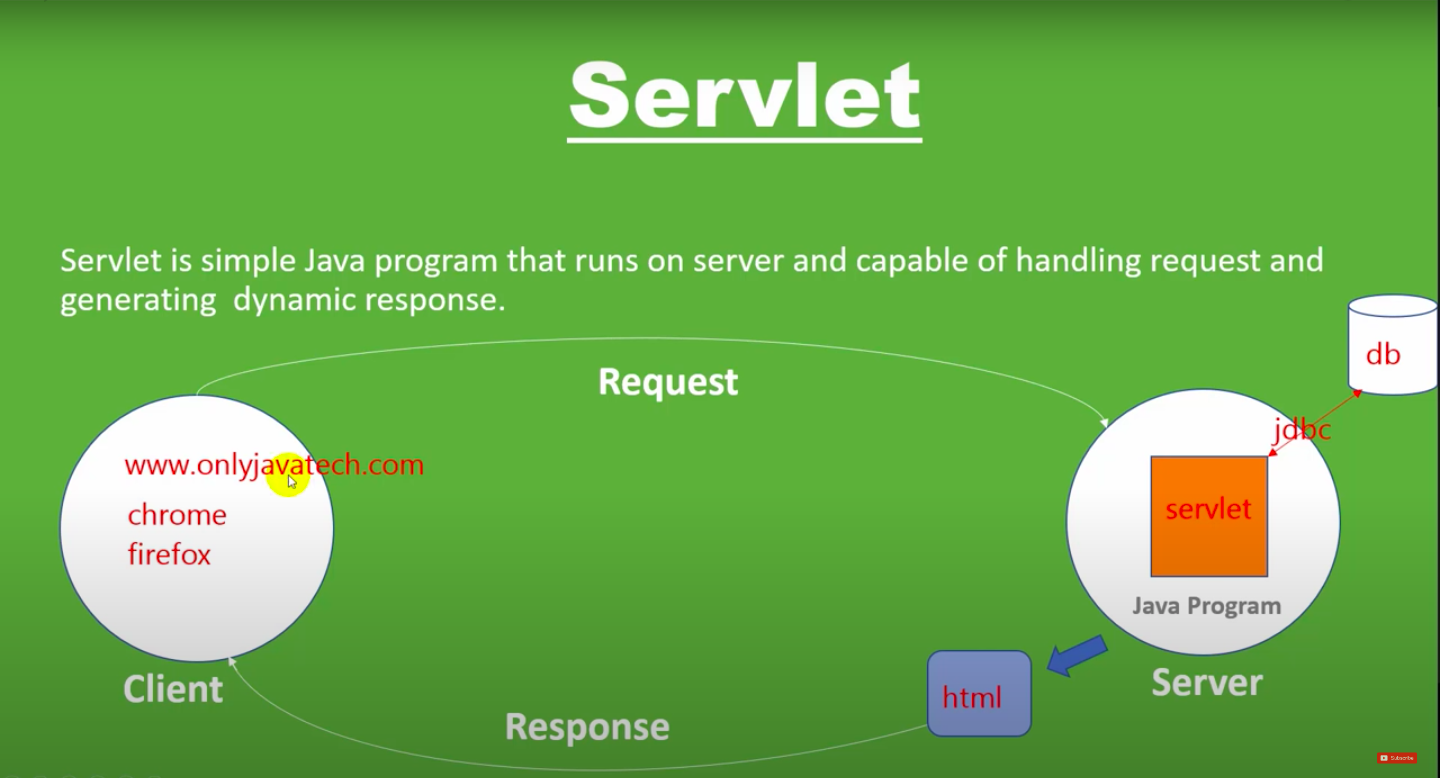 Servlet
Servlet is simple Java program that runs on server and capable of handling request and
generating dynamic response.
db
Request
jdbc
www.onlyjavatech.com
chrome
firefox
servlet
Java Program
Client
Server
html
Response
Subscribe